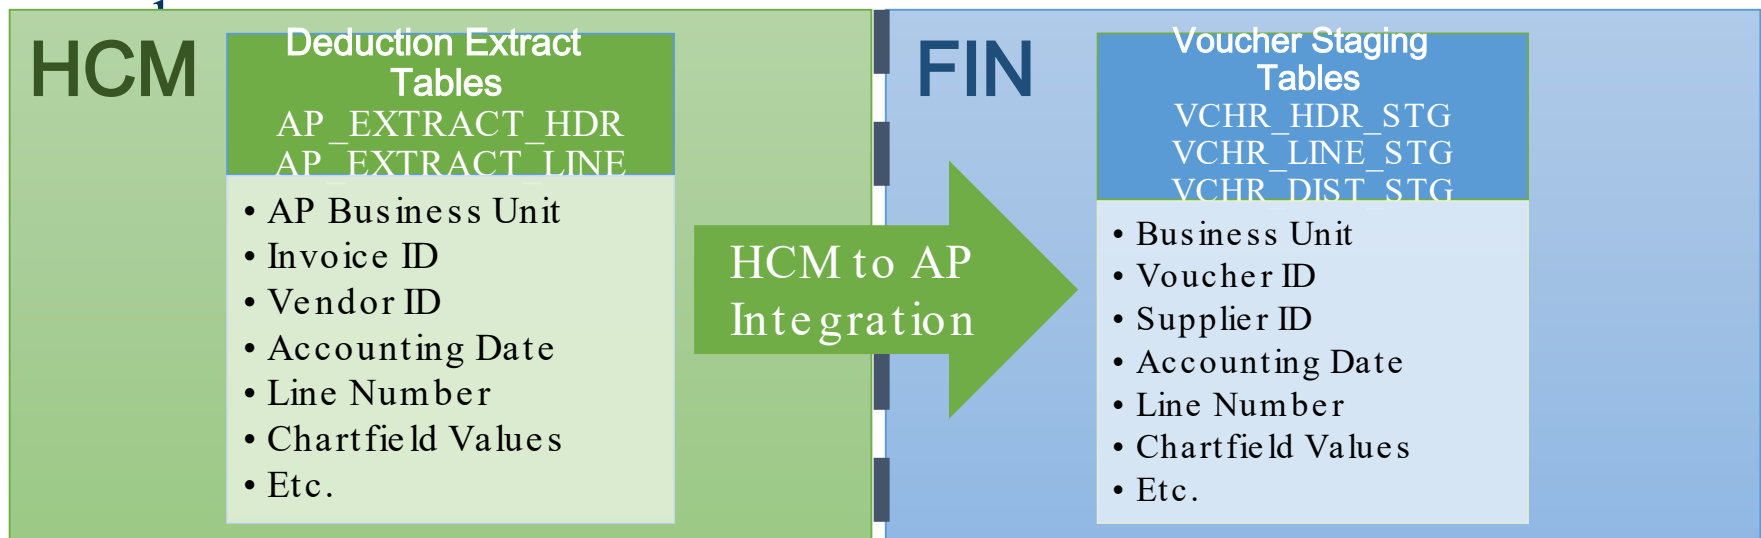 HCM
Deduction Extract
Tables
AP_EXTRACT_HDR
AP_EXTRACT_LINE
• AP Business Unit
• Invoice ID
• Vendor ID
• Accounting Date
• Line Number
• Chartfield Values
• Etc.
HCM to AP
Integration
FIN
Voucher Staging
Tables
VCHR_HDR_STG
VCHR_LINE_STG
VCHR_DIST_STG
• Business Unit
• Voucher ID
• Supplier ID
• Accounting Date
• Line Number
• Chartfield Values
• Etc.